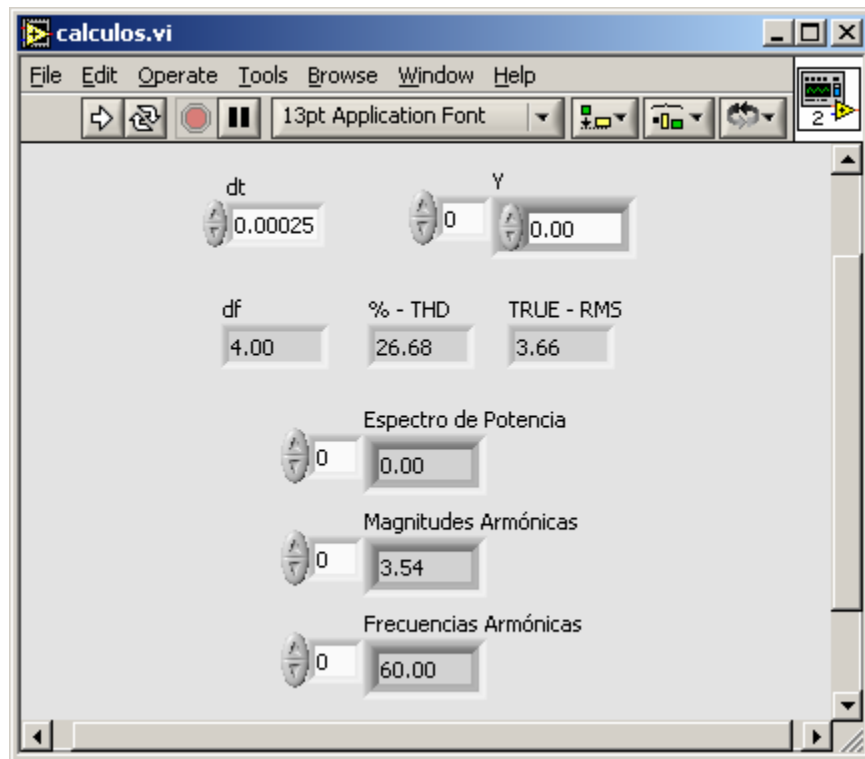 calculos.vi
File Edit Operate Tools Browse Window Help
13pt Application Font
2
dt
Y
0.00025
0
0.00
df
% - THD
TRUE - RMS
4.00
26.68
3.66
Espectro de Potencia
0
0.00
Magnitudes Armónicas
0
3.54
Frecuencias Armónicas
0
60.00